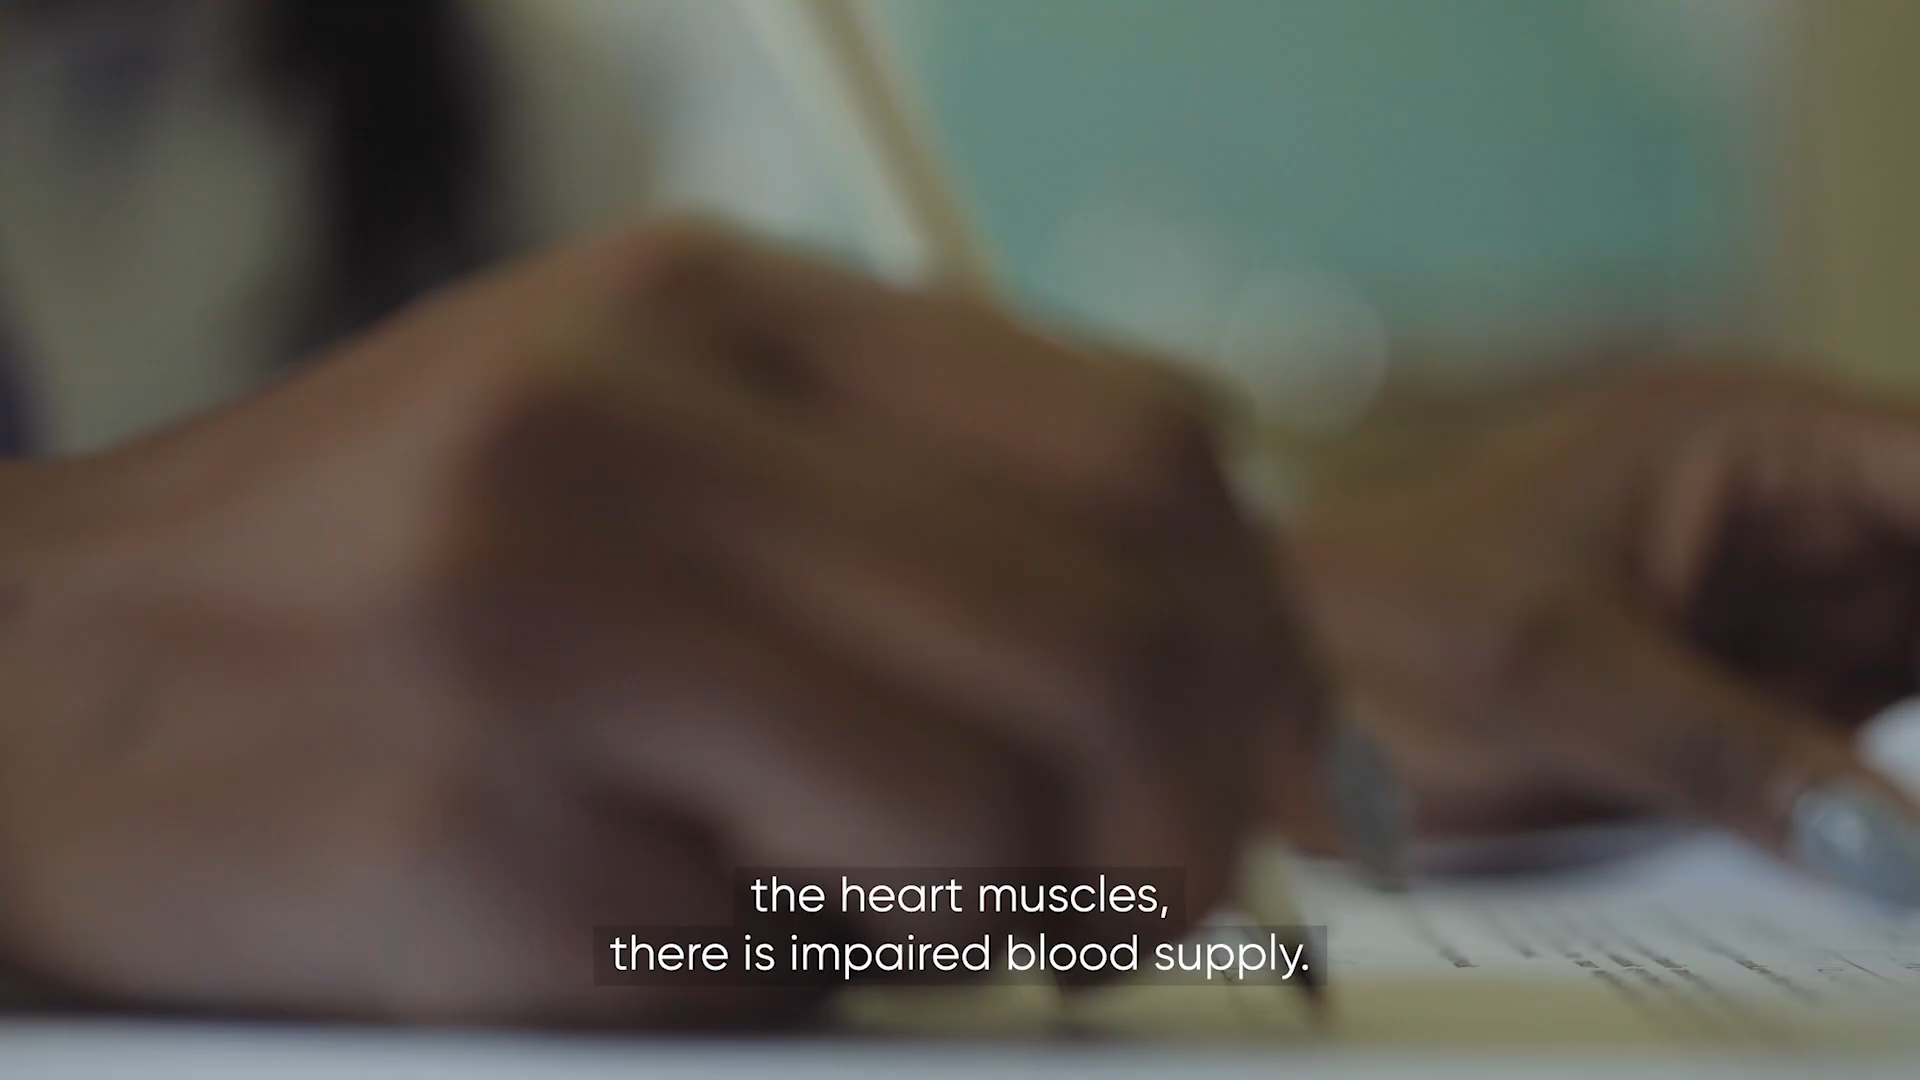 the heart muscles,
there is impaired blood supply.